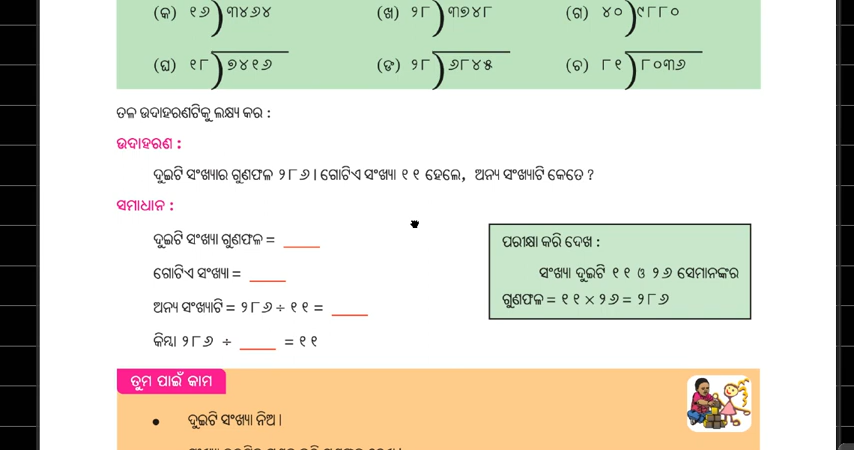 (କ) ୧୬)୩୪୬୪ (ଖ) ୨୮)୩୭୪୮ (ଗ) ୪୦)୯୮୮୦
(ଘ) ୧୮)୭୪୧୬ (ଙ) ୨୮)୬୮୪୫ (ଚ) ୮୧)୮୦୩୬
ତଳ ଉଦାହରଣଟିକୁ ଲକ୍ଷ୍ୟ କର :
ଉଦାହରଣ :
ଦୁଇଟି ସଂଖ୍ୟାର ଗୁଣଫଳ ୨୮୬। ଗୋଟିଏ ସଂଖ୍ୟା ୧୧ ହେଲେ, ଅନ୍ୟ ସଂଖ୍ୟାଟି କେତେ ?
ସମାଧାନ :
ଦୁଇଟି ସଂଖ୍ୟା ଗୁଣଫଳ = ____
ଗୋଟିଏ ସଂଖ୍ୟା = ____
ଅନ୍ୟ ସଂଖ୍ୟାଟି = ୨୮୬ ÷ ୧୧ = ____
କିମ୍ୱା ୨୮୬ ÷ ____ = ୧୧
ପରୀକ୍ଷା କରି ଦେଖ :
ସଂଖ୍ୟା ଦୁଇଟି ୧୧ ଓ ୨୬ ସେମାନଙ୍କର
ଗୁଣଫଳ = ୧୧ × ୨୬ = ୨୮୬
ତୁମ ପାଇଁ କାମ
• ଦୁଇଟି ସଂଖ୍ୟା ନିଅ।